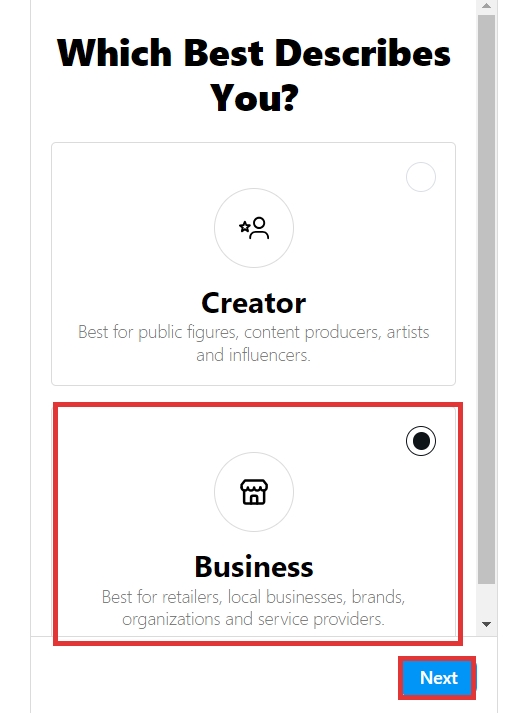 Which Best Describes
You?
Creator
Best for public figures, content producers, artists
and influencers.
Business
Best for retailers, local businesses, brands,
organizations and service providers.
Next